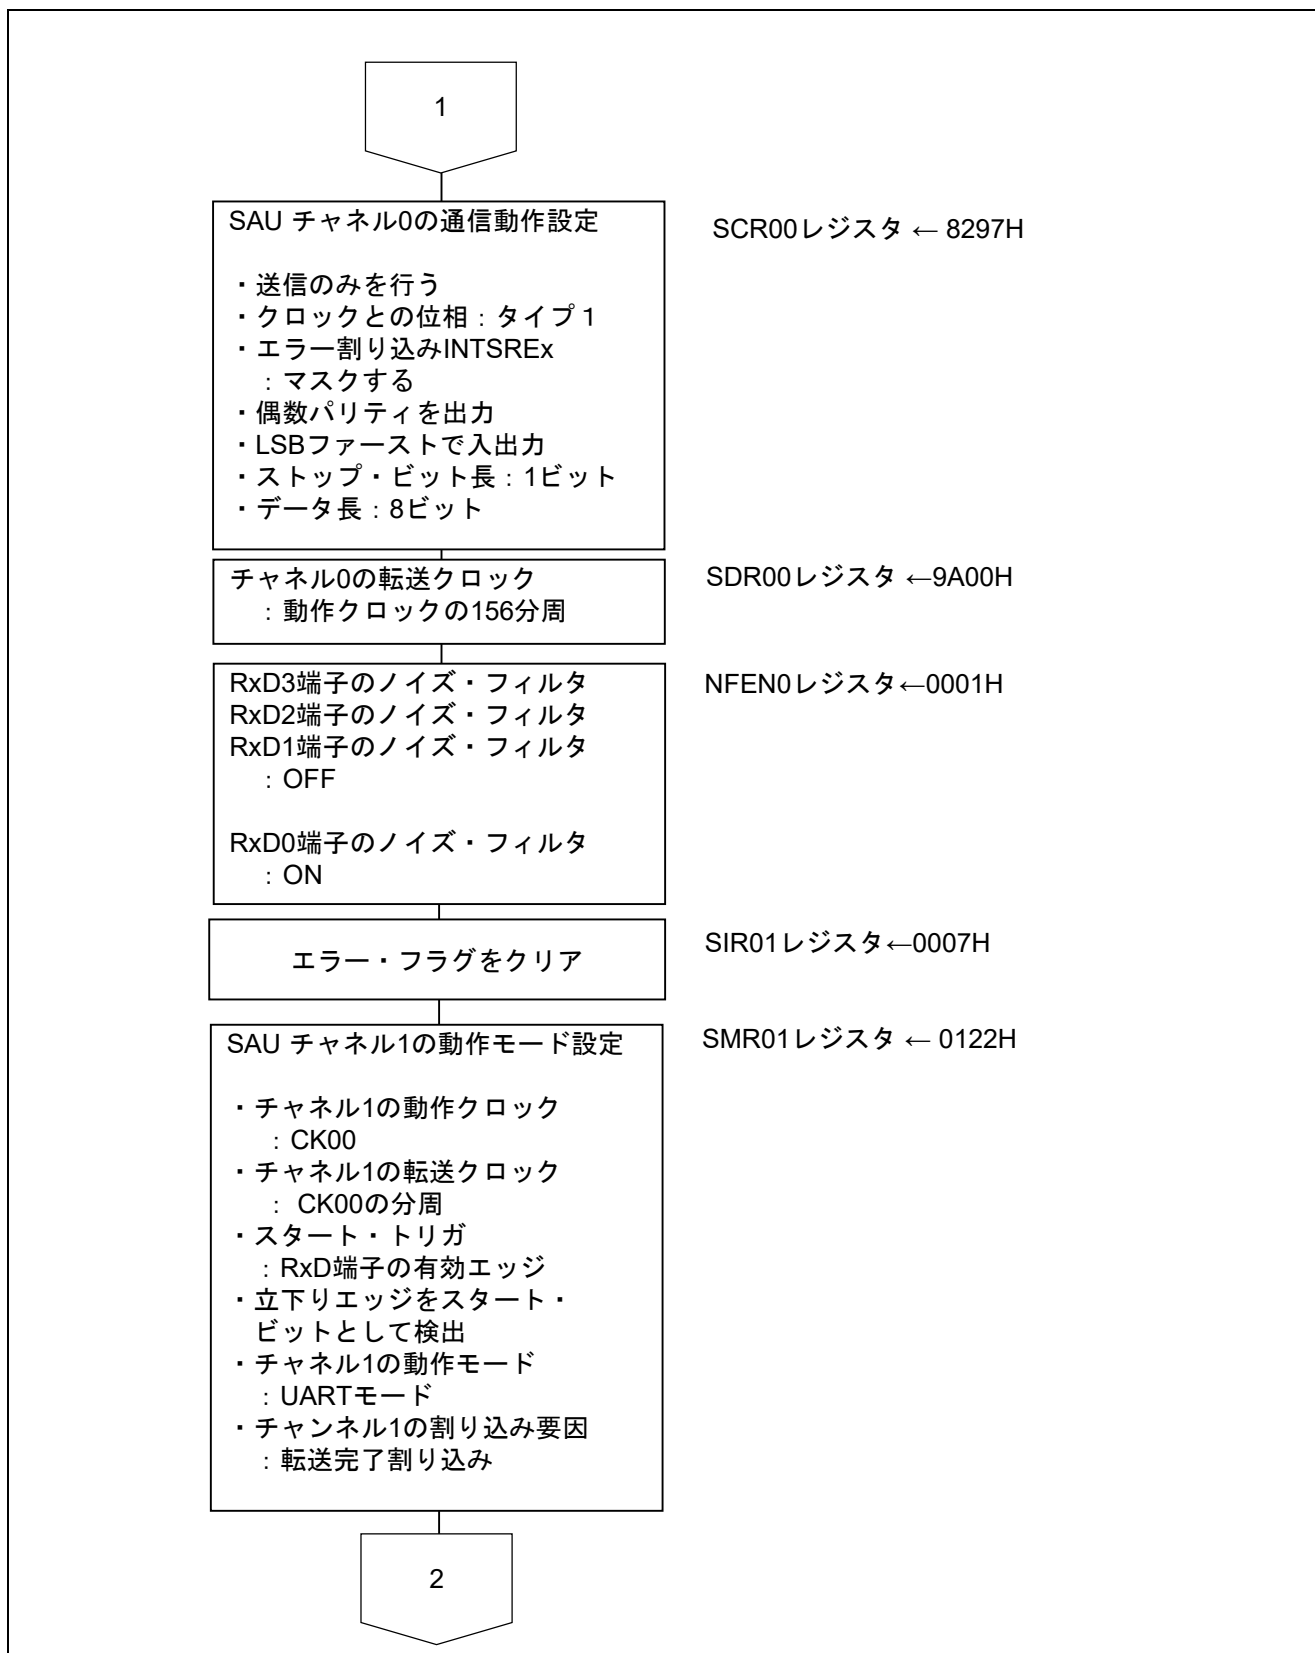 1
SAU チャネル0の通信動作設定
SCR00レジスタ ← 8297H
・送信のみを行う
・クロックとの位相：タイプ１
・エラー割り込みINTSREx
：マスクする
・偶数パリティを出力
・LSBファーストで入出力
・ストップ・ビット長：1ビット
・データ長：8ビット
チャネル0の転送クロック
：動作クロックの156分周
SDR00レジスタ ←9A00H
RxD3端子のノイズ・フィルタ
RxD2端子のノイズ・フィルタ
RxD1端子のノイズ・フィルタ
：OFF
RxD0端子のノイズ・フィルタ
：ON
NFEN0レジスタ←0001H
エラー・フラグをクリア
SIR01レジスタ←0007H
SAU チャネル1の動作モード設定
SMR01レジスタ ← 0122H
・チャネル1の動作クロック
：CK00
・チャネル1の転送クロック
： CK00の分周
・スタート・トリガ
：RxD端子の有効エッジ
・立下りエッジをスタート・
ビットとして検出
・チャネル1の動作モード
：UARTモード
・チャンネル1の割り込み要因
：転送完了割り込み
2